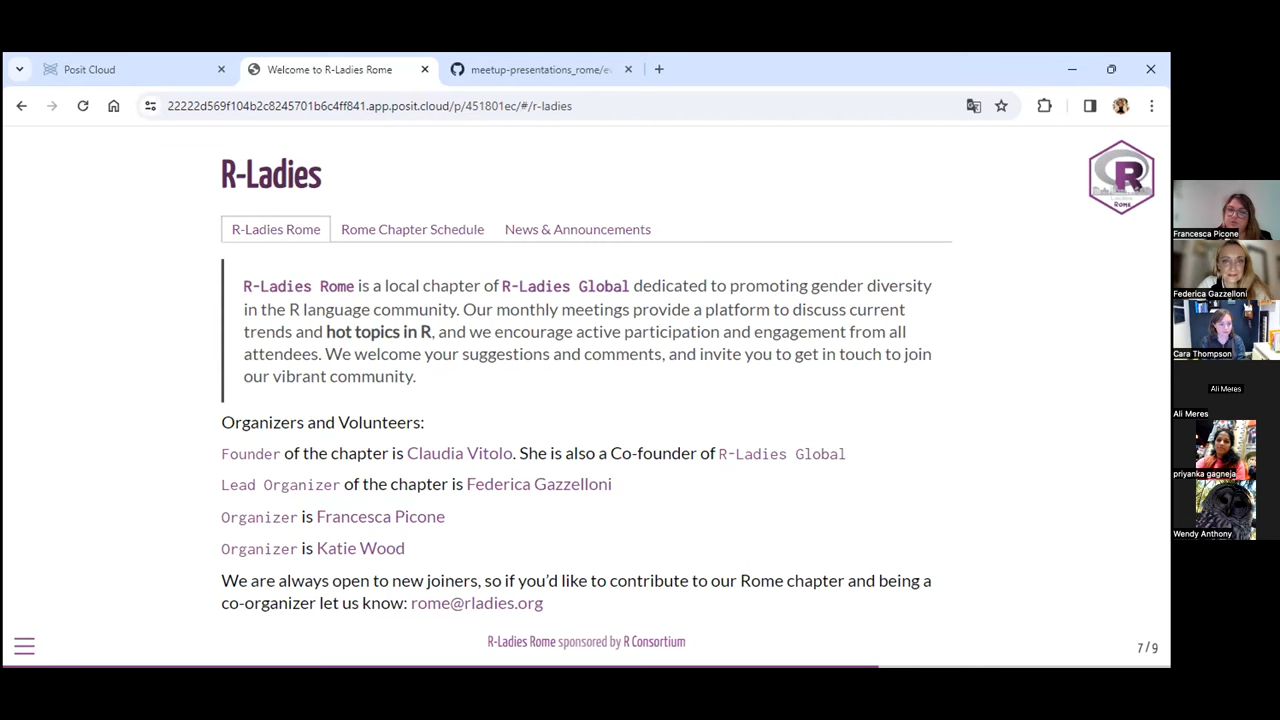 Posit Cloud
Welcome to R-Ladies Rome
meetup-presentations_rome/ev
22222d569f104b2c8245701b6c4ff841.app.posit.cloud/p/451801ec/#/r-ladies
R-Ladies
R
ROME
R-Ladies Rome Rome Chapter Schedule News & Announcements
R-Ladies Rome is a local chapter of R-Ladies Global dedicated to promoting gender diversity
in the R language community. Our monthly meetings provide a platform to discuss current
trends and hot topics in R, and we encourage active participation and engagement from all
attendees. We welcome your suggestions and comments, and invite you to get in touch to join
our vibrant community.
Organizers and Volunteers:
Founder of the chapter is Claudia Vitolo. She is also a Co-founder of R-Ladies Global
Lead Organizer of the chapter is Federica Gazzelloni
Organizer is Francesca Picone
Organizer is Katie Wood
We are always open to new joiners, so if you'd like to contribute to our Rome chapter and being a
co-organizer let us know: rome@rladies.org
R-Ladies Rome sponsored by R Consortium
7 / 9
Francesca Picone
Federica Gazzelloni
Cara Thompson
Ali Meres
Ali Meres
priyanka gagneja
Wendy Anthony